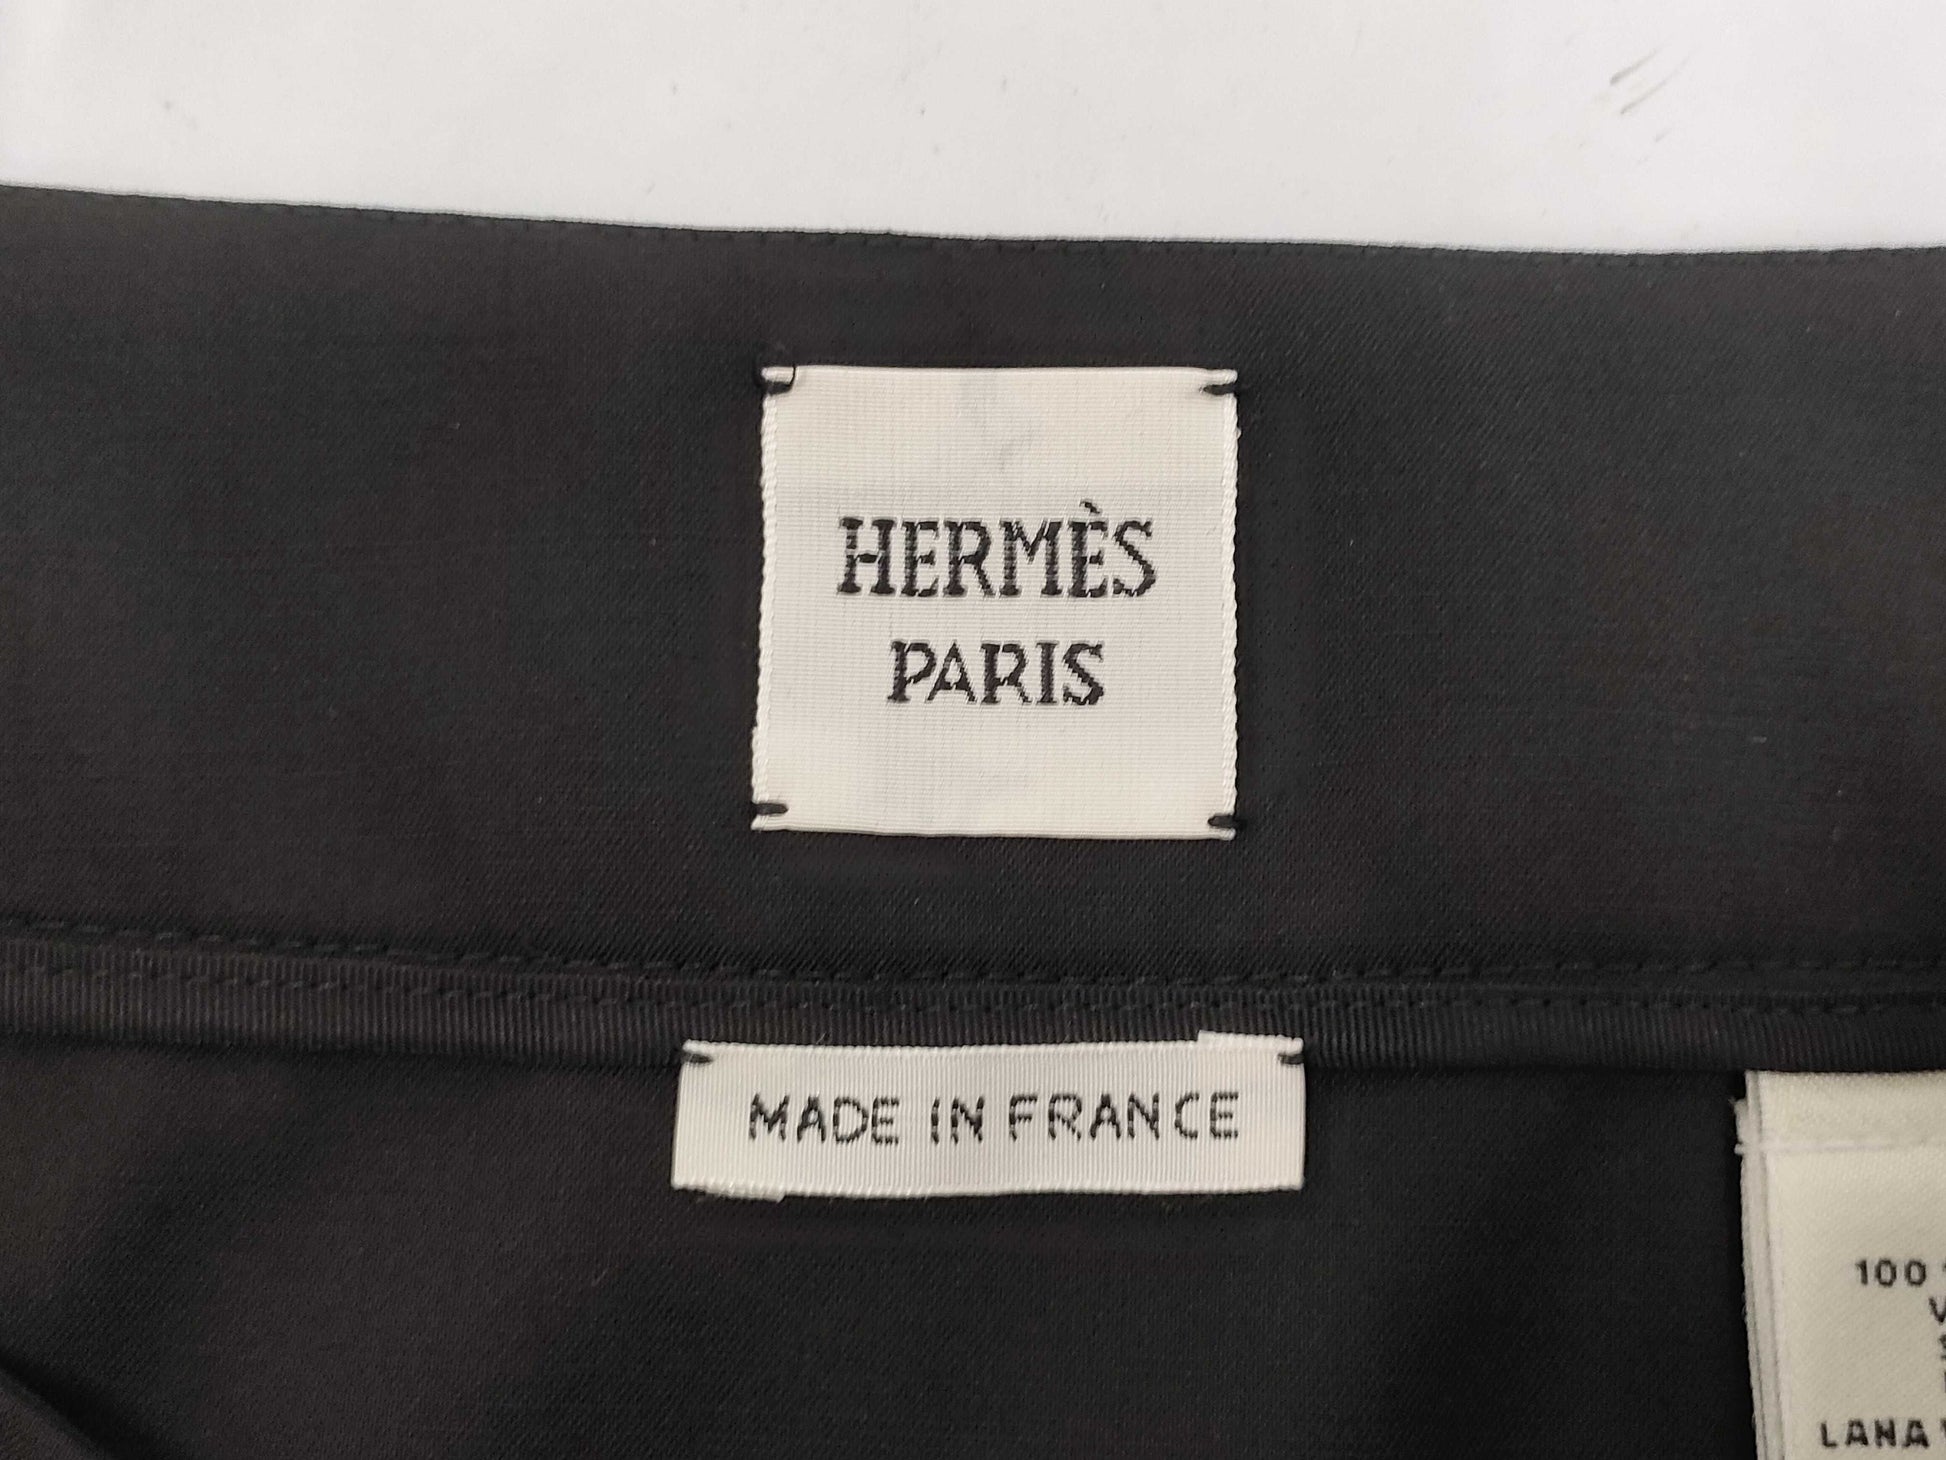 HERMÈS
PARIS
MADE IN FRANCE
100
LANA